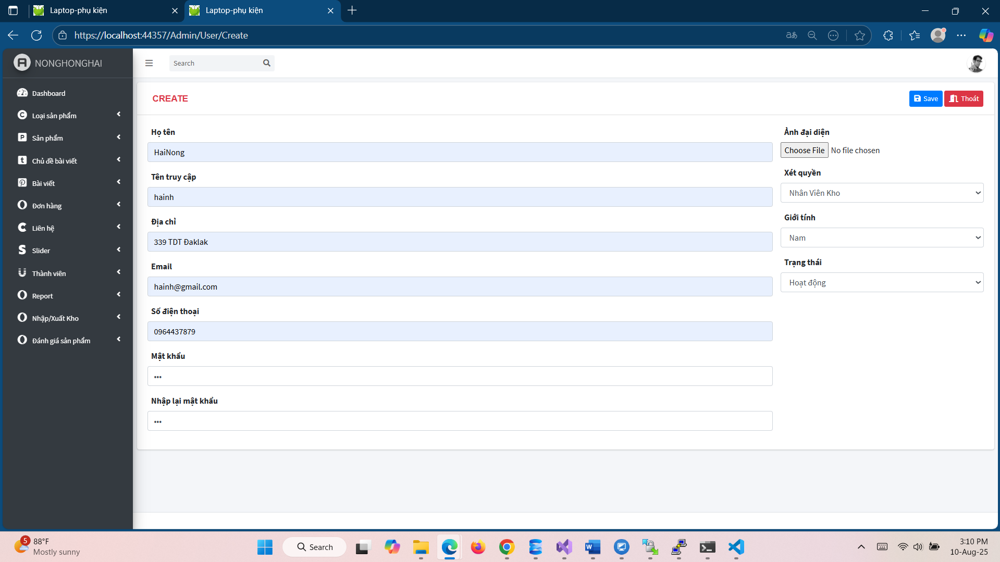 Laptop-phụ kiện
Laptop-phụ kiện
https://localhost:44357/Admin/User/Create
aあ
NONGHONGHAI
Search
Dashboard
Loại sản phẩm
Sản phẩm
Chủ đề bài viết
Bài viết
Đơn hàng
Liên hệ
Slider
Thành viên
Report
Nhập/Xuất Kho
Đánh giá sản phẩm
CREATE
Save
Thoát
Họ tên
HaiNong
Tên truy cập
hainh
Địa chỉ
339 TDT Đaklak
Email
hainh@gmail.com
Số điện thoại
0964437879
Mật khẩu
•••
Nhập lại mật khẩu
•••
Ảnh đại diện
Choose File No file chosen
Xét quyền
Nhân Viên Kho
Giới tính
Nam
Trạng thái
Hoạt động
5
88°F
Mostly sunny
Search
3:10 PM
10-Aug-25